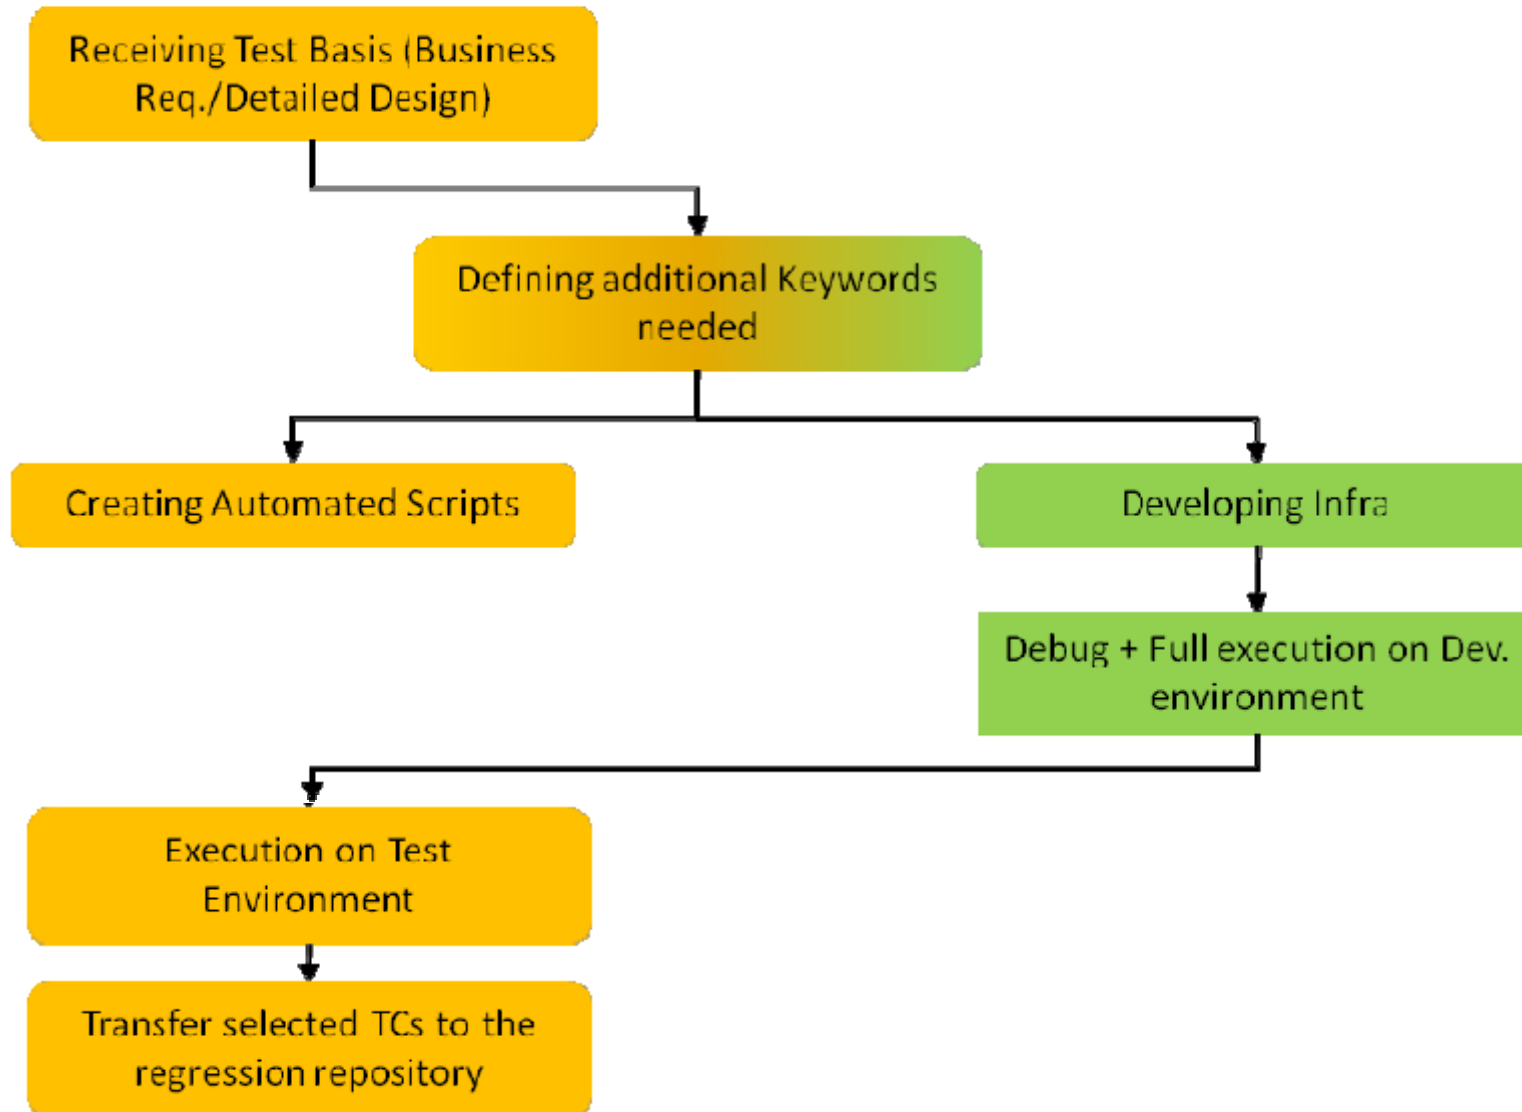 Receiving Test Basis (Business
Req./Detailed Design)
Defining additional Keywords
needed
Creating Automated Scripts
Developing Infra
Debug + Full execution on Dev.
environment
Execution on Test
Environment
Transfer selected TCs to the
regression repository